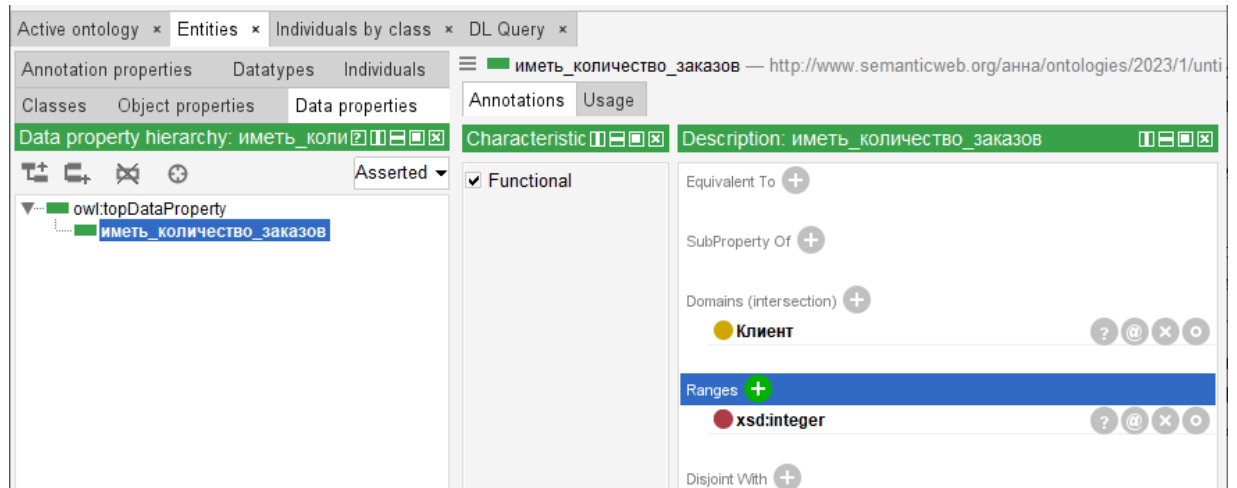 Active ontology × Entities × Individuals by class × DL Query ×
Annotation properties Datatypes Individuals
Classes Object properties Data properties
Data property hierarchy: иметь_коли
Asserted
owl:topDataProperty
иметь_количество_заказов
иметь_количество_заказов — http://www.semanticweb.org/анна/ontologies/2023/1/unti
Annotations Usage
Characteristic
Functional
Description: иметь_количество_заказов
Equivalent To
SubProperty Of
Domains (intersection)
Клиент
Ranges
xsd:integer
Disjoint With